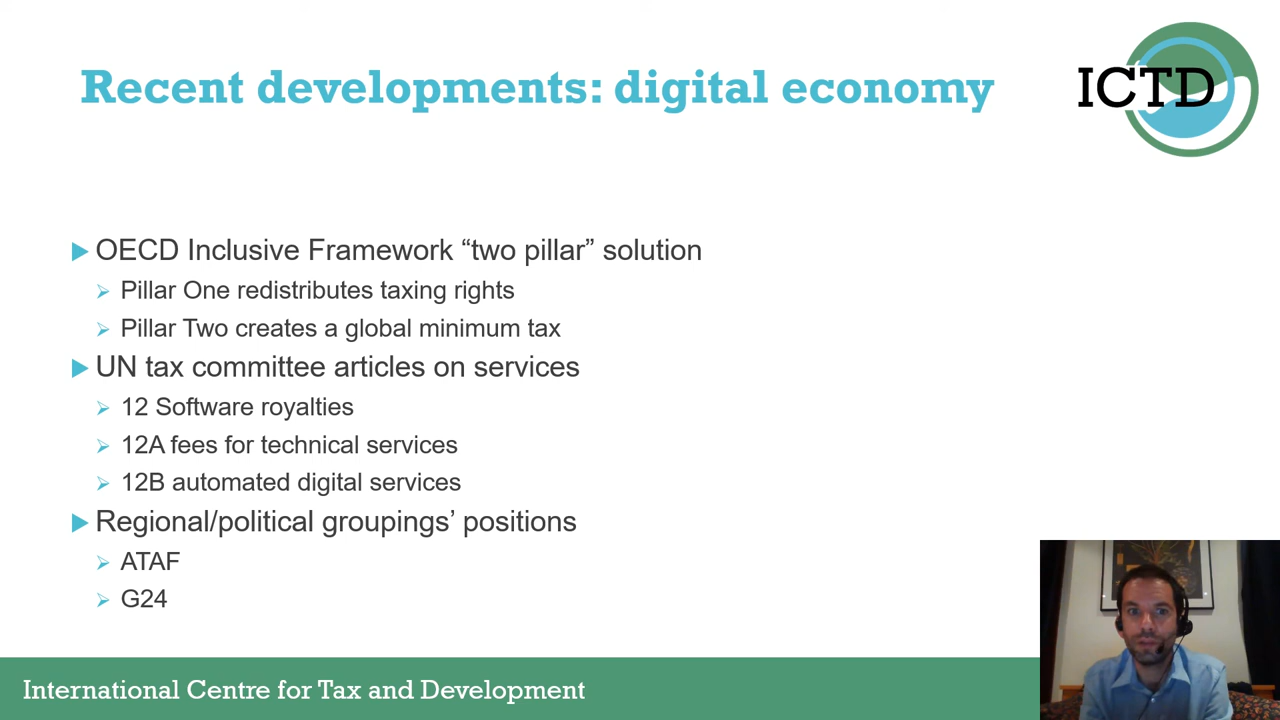 Recent developments: digital economy
ICTD
OECD Inclusive Framework “two pillar” solution
Pillar One redistributes taxing rights
Pillar Two creates a global minimum tax
UN tax committee articles on services
12 Software royalties
12A fees for technical services
12B automated digital services
Regional/political groupings’ positions
ATAF
G24
International Centre for Tax and Development